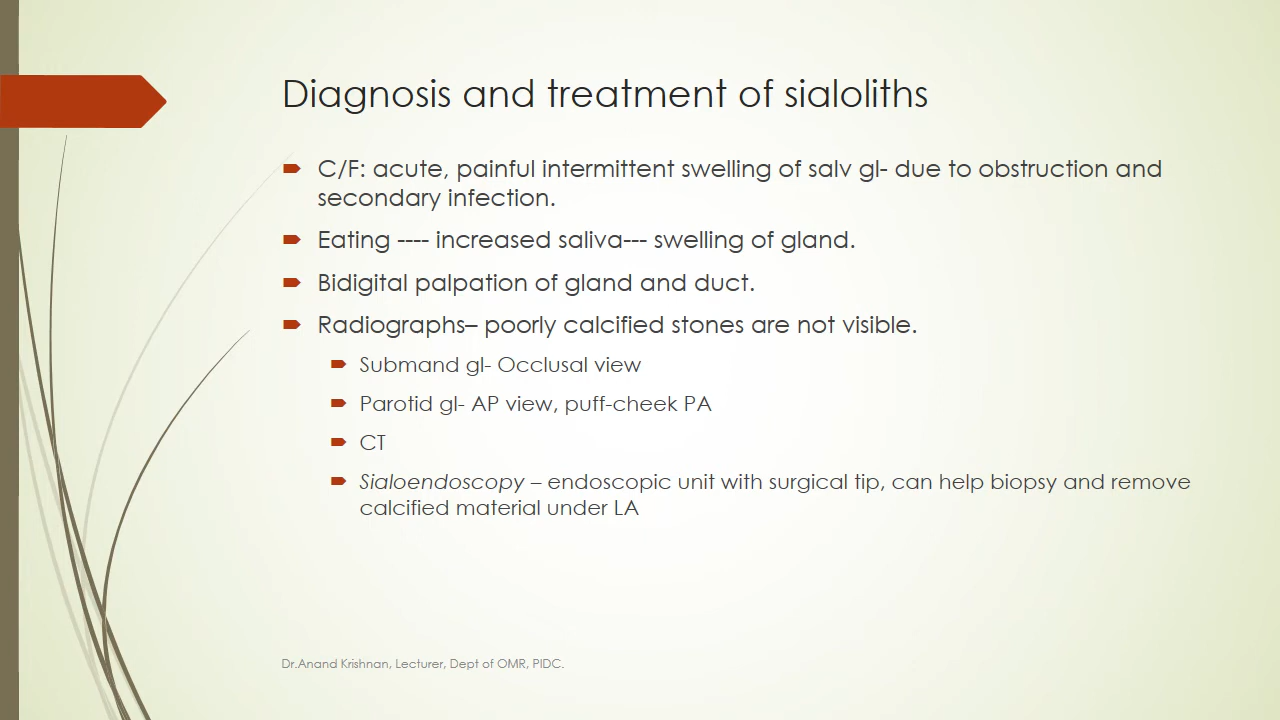 Diagnosis and treatment of sialoliths
C/F: acute, painful intermittent swelling of salv gl- due to obstruction and
secondary infection.
Eating ---- increased saliva--- swelling of gland.
Bidigital palpation of gland and duct.
Radiographs– poorly calcified stones are not visible.
Submand gl- Occlusal view
Parotid gl- AP view, puff-cheek PA
CT
Sialoendoscopy – endoscopic unit with surgical tip, can help biopsy and remove
calcified material under LA
Dr.Anand Krishnan, Lecturer, Dept of OMR, PIDC.